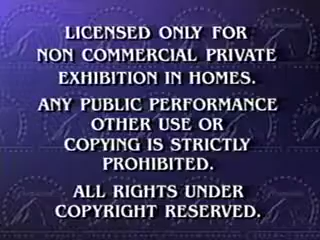 LICENSED ONLY FOR
NON COMMERCIAL PRIVATE
EXHIBITION IN HOMES.
ANY PUBLIC PERFORMANCE
OTHER USE OR
COPYING IS STRICTLY
PROHIBITED.
ALL RIGHTS UNDER
COPYRIGHT RESERVED.